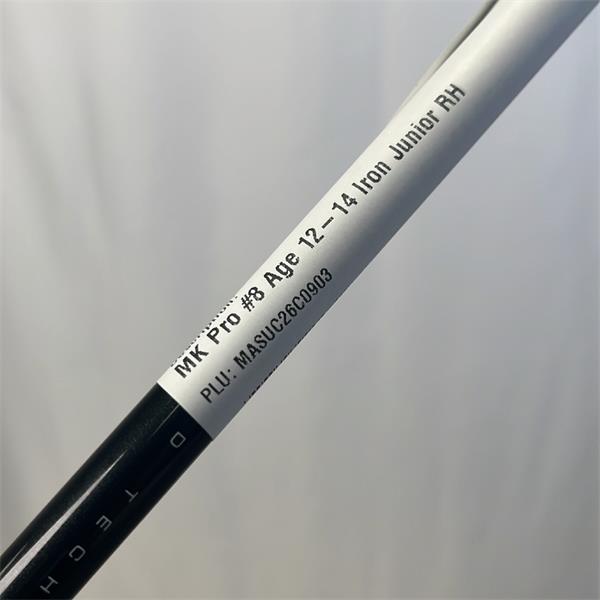 MK Pro #8 Age 12-14 Iron Junior RH
PLU: MASUC26C0903
D TECH